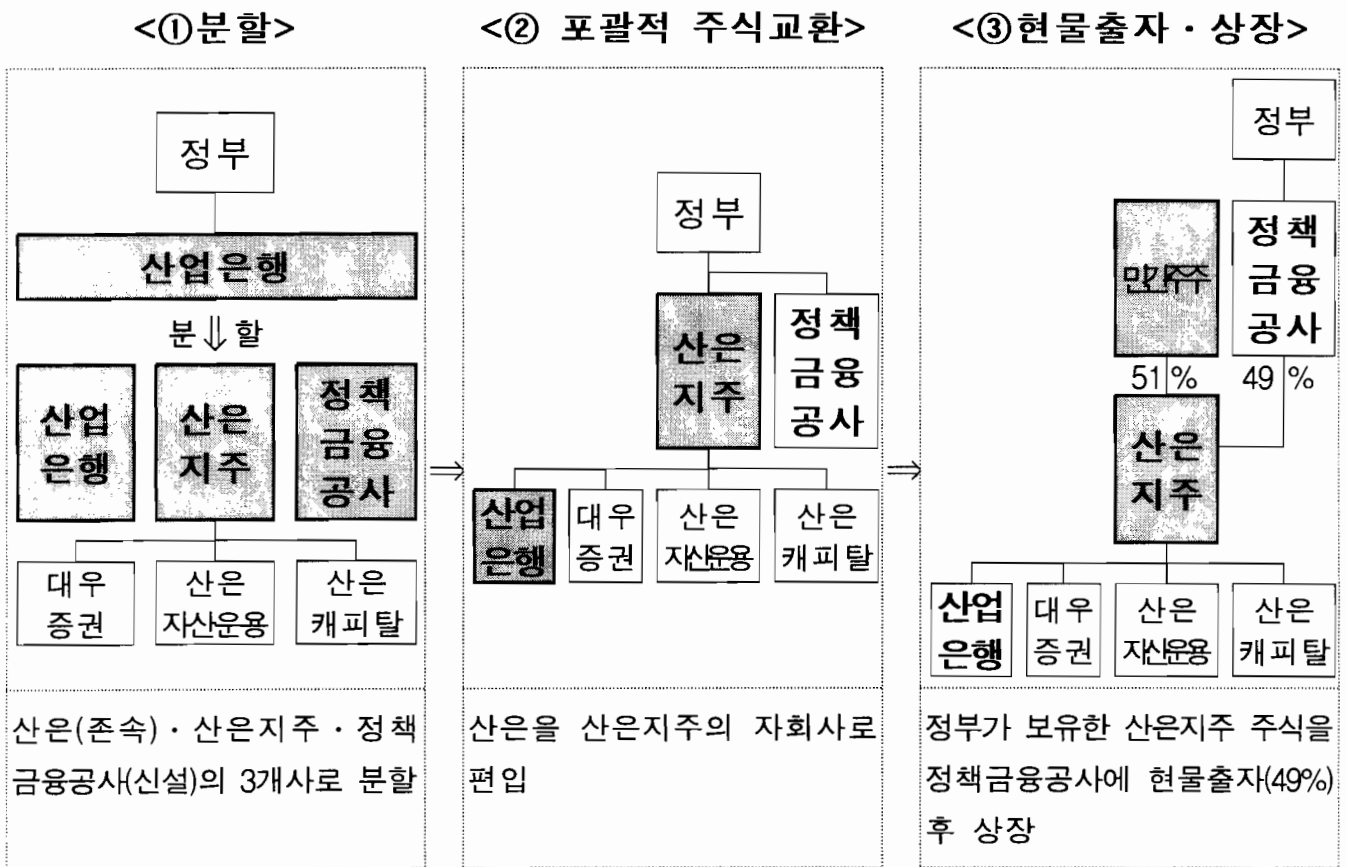 <①분할>
정부
산업은행
분⇓할
산업
은행
산은
지주
정책
금융
공사
대우
증권
산은
자산운용
산은
캐피탈
산은(존속)·산은지주·정책
금융공사(신설)의 3개사로 분할
⇒
<② 포괄적 주식교환>
정부
산은
지주
정책
금융
공사
산업
은행
대우
증권
산은
자산운용
산은
캐피탈
산은을 산은지주의 자회사로
편입
⇒
<③현물출자·상장>
정부
민간주주
정책
금융
공사
51%
49%
산은
지주
산업
은행
대우
증권
산은
자산운용
산은
캐피탈
정부가 보유한 산은지주 주식을
정책금융공사에 현물출자(49%)
후 상장